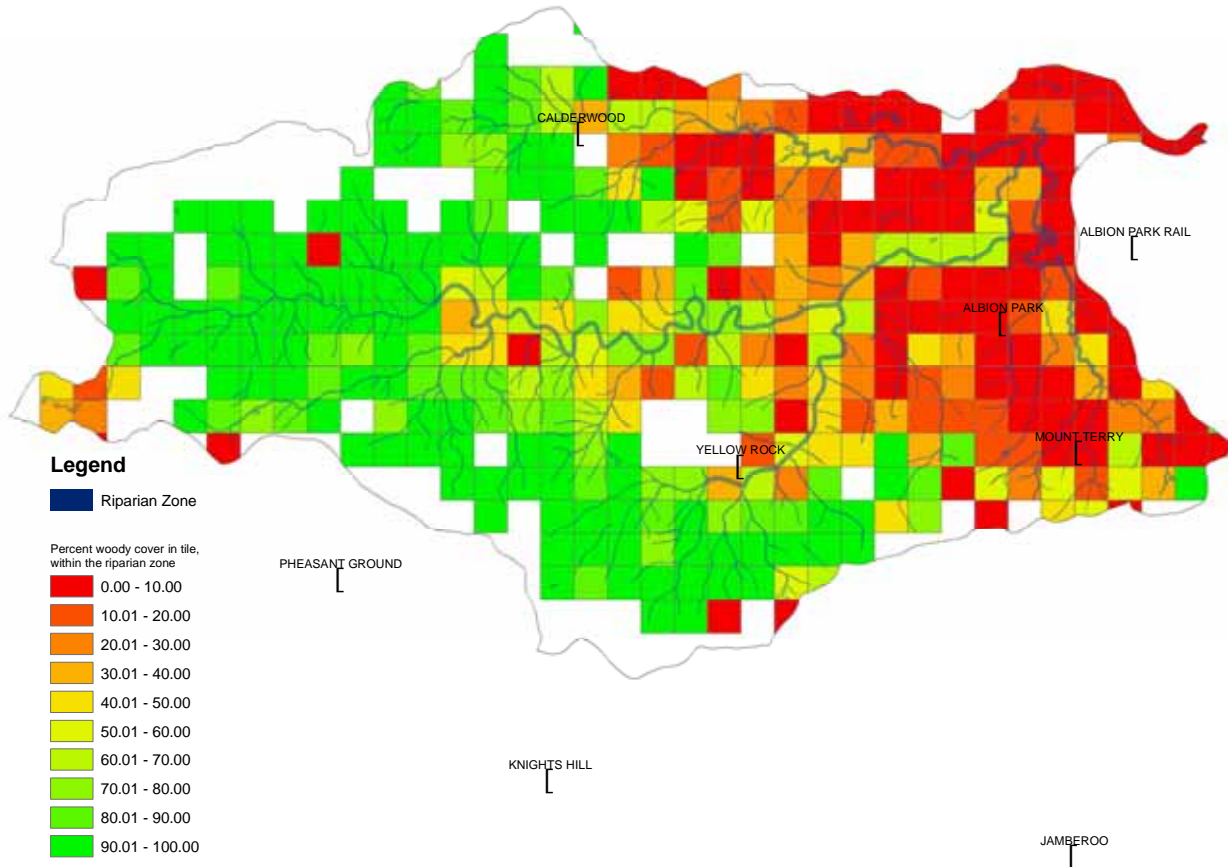 CALDERWOOD
ALBION PARK RAIL
ALBION PARK
MOUNT TERRY
YELLOW ROCK
Legend
Riparian Zone
Percent woody cover in tile,
within the riparian zone
0.00 - 10.00
10.01 - 20.00
20.01 - 30.00
30.01 - 40.00
40.01 - 50.00
50.01 - 60.00
60.01 - 70.00
70.01 - 80.00
80.01 - 90.00
90.01 - 100.00
PHEASANT GROUND
KNIGHTS HILL
JAMBEROO